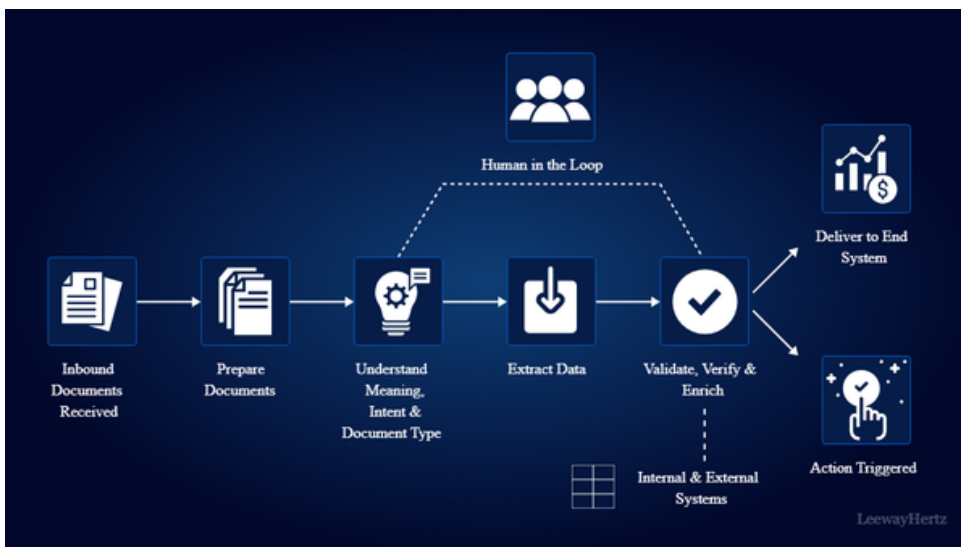 Human in the Loop
Deliver to End
System
Inbound
Documents
Received
Prepare
Documents
Understand
Meaning,
Intent &
Document Type
Extract Data
Validate, Verify &
Enrich
Action Triggered
Internal & External
Systems
LeewayHertz